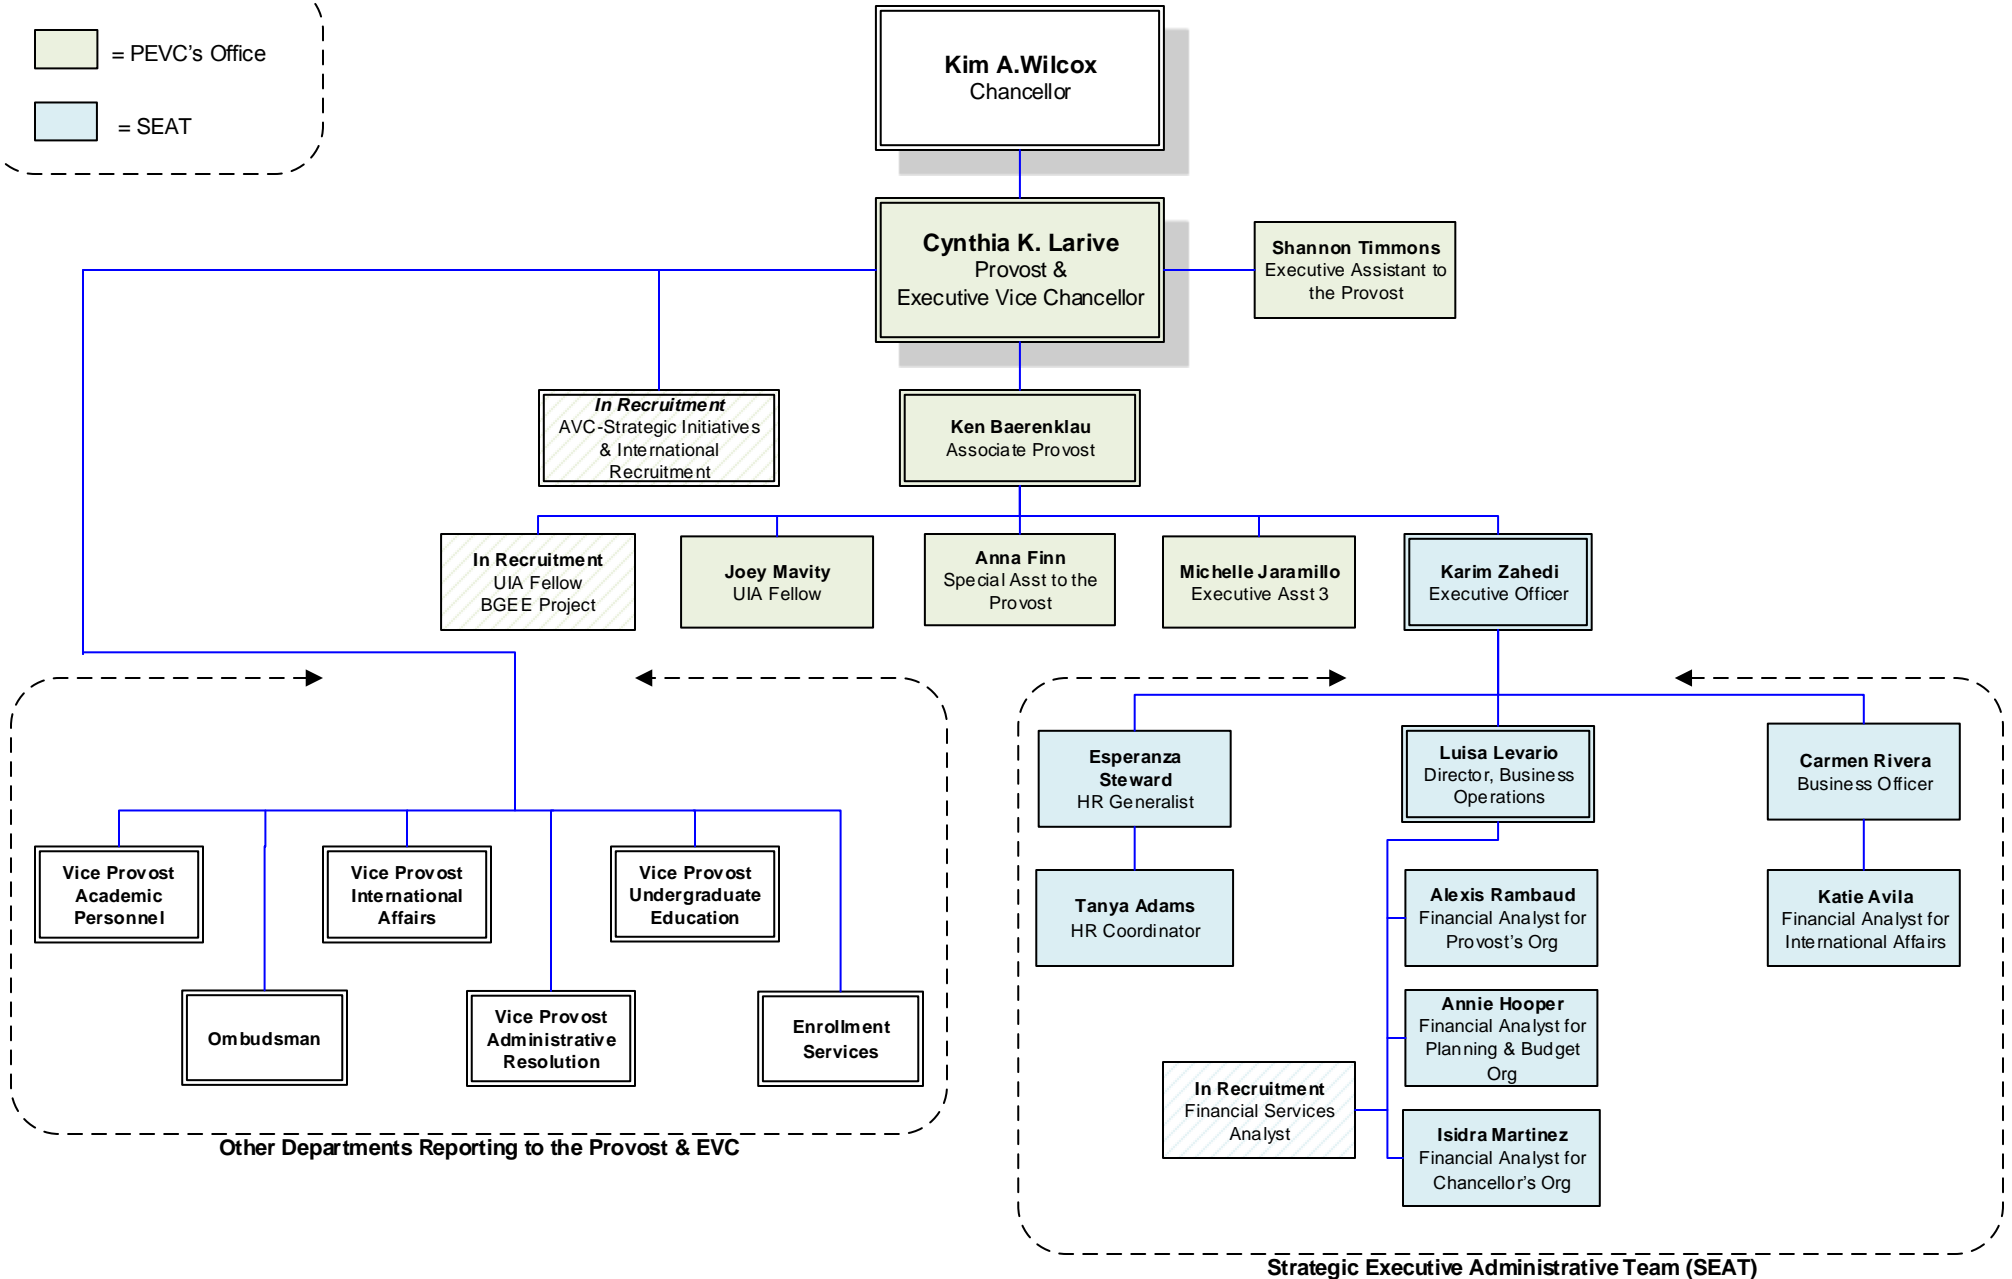 = PEVC's Office
= SEAT
Kim A.Wilcox
Chancellor
Cynthia K. Larive
Provost &
Executive Vice Chancellor
Shannon Timmons
Executive Assistant to
the Provost
In Recruitment
AVC-Strategic Initiatives
& International
Recruitment
Ken Baerenklau
Associate Provost
In Recruitment
UIA Fellow
BGEE Project
Joey Mavity
UIA Fellow
Anna Finn
Special Asst to the
Provost
Michelle Jaramillo
Executive Asst 3
Karim Zahedi
Executive Officer
Vice Provost
Academic
Personnel
Vice Provost
International
Affairs
Vice Provost
Undergraduate
Education
Ombudsman
Vice Provost
Administrative
Resolution
Enrollment
Services
Other Departments Reporting to the Provost & EVC
Esperanza
Steward
HR Generalist
Luisa Levario
Director, Business
Operations
Carmen Rivera
Business Officer
Tanya Adams
HR Coordinator
Alexis Rambaud
Financial Analyst for
Provost's Org
Katie Avila
Financial Analyst for
International Affairs
Annie Hooper
Financial Analyst for
Planning & Budget
Org
In Recruitment
Financial Services
Analyst
Isidra Martinez
Financial Analyst for
Chancellor's Org
Strategic Executive Administrative Team (SEAT)